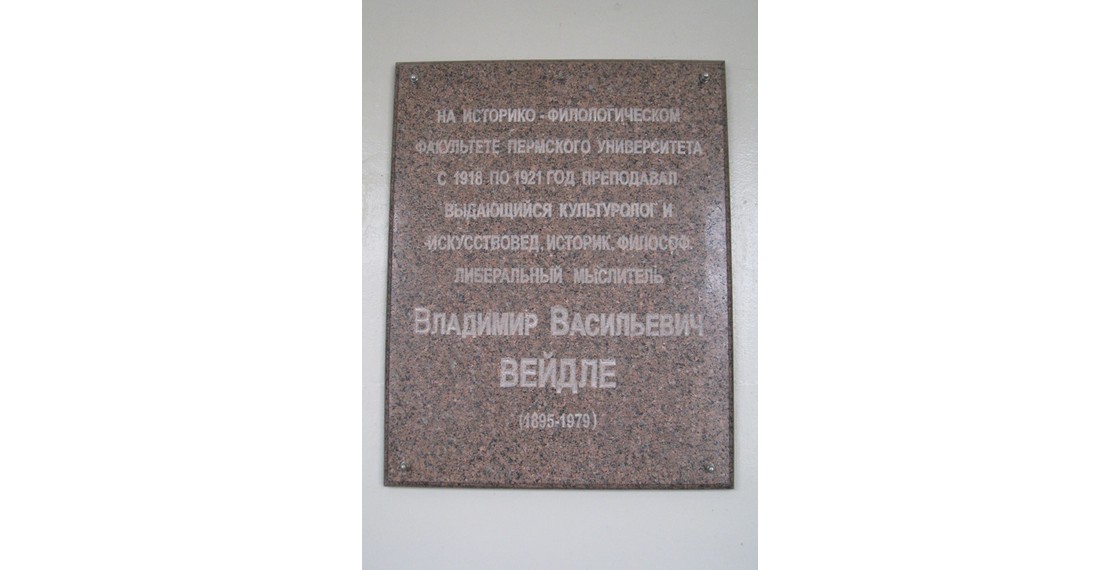 НА ИСТОРИКО - ФИЛОЛОГИЧЕСКОМ
ФАКУЛЬТЕТЕ ПЕРМСКОГО УНИВЕРСИТЕТА
С 1918 ПО 1921 ГОД ПРЕПОДАВАЛ
ВЫДАЮЩИЙСЯ КУЛЬТУРОЛОГ И
ИСКУССТВОВЕД, ИСТОРИК, ФИЛОСОФ,
ЛИБЕРАЛЬНЫЙ МЫСЛИТЕЛЬ
ВЛАДИМИР ВАСИЛЬЕВИЧ
ВЕЙДЛЕ
(1895-1979)